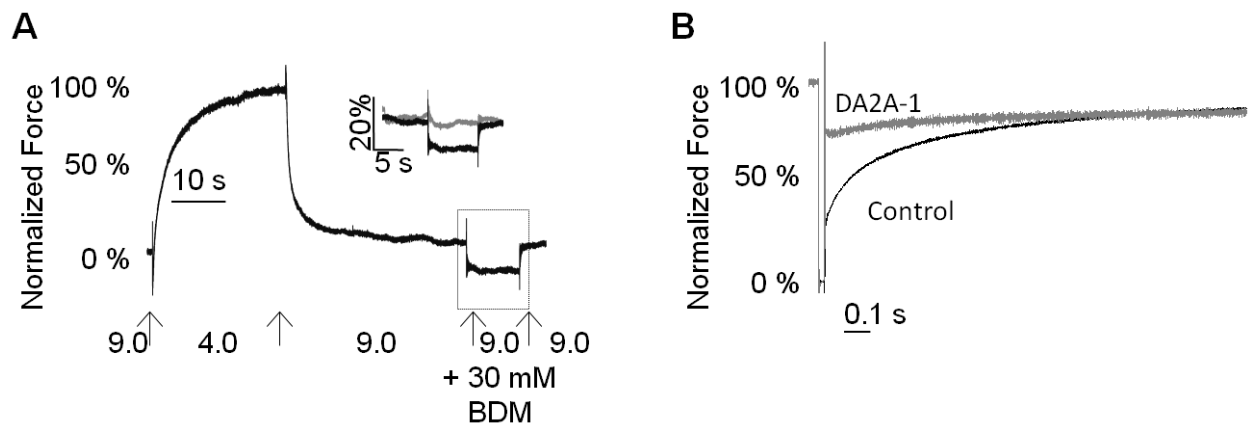 A
Normalized Force
100 %
50 %
0 %
10 s
20%
5 s
9.0 4.0 9.0 9.0 9.0
+ 30 mM
BDM
B
Normalized Force
100 %
50 %
0 %
DA2A-1
Control
0.1 s